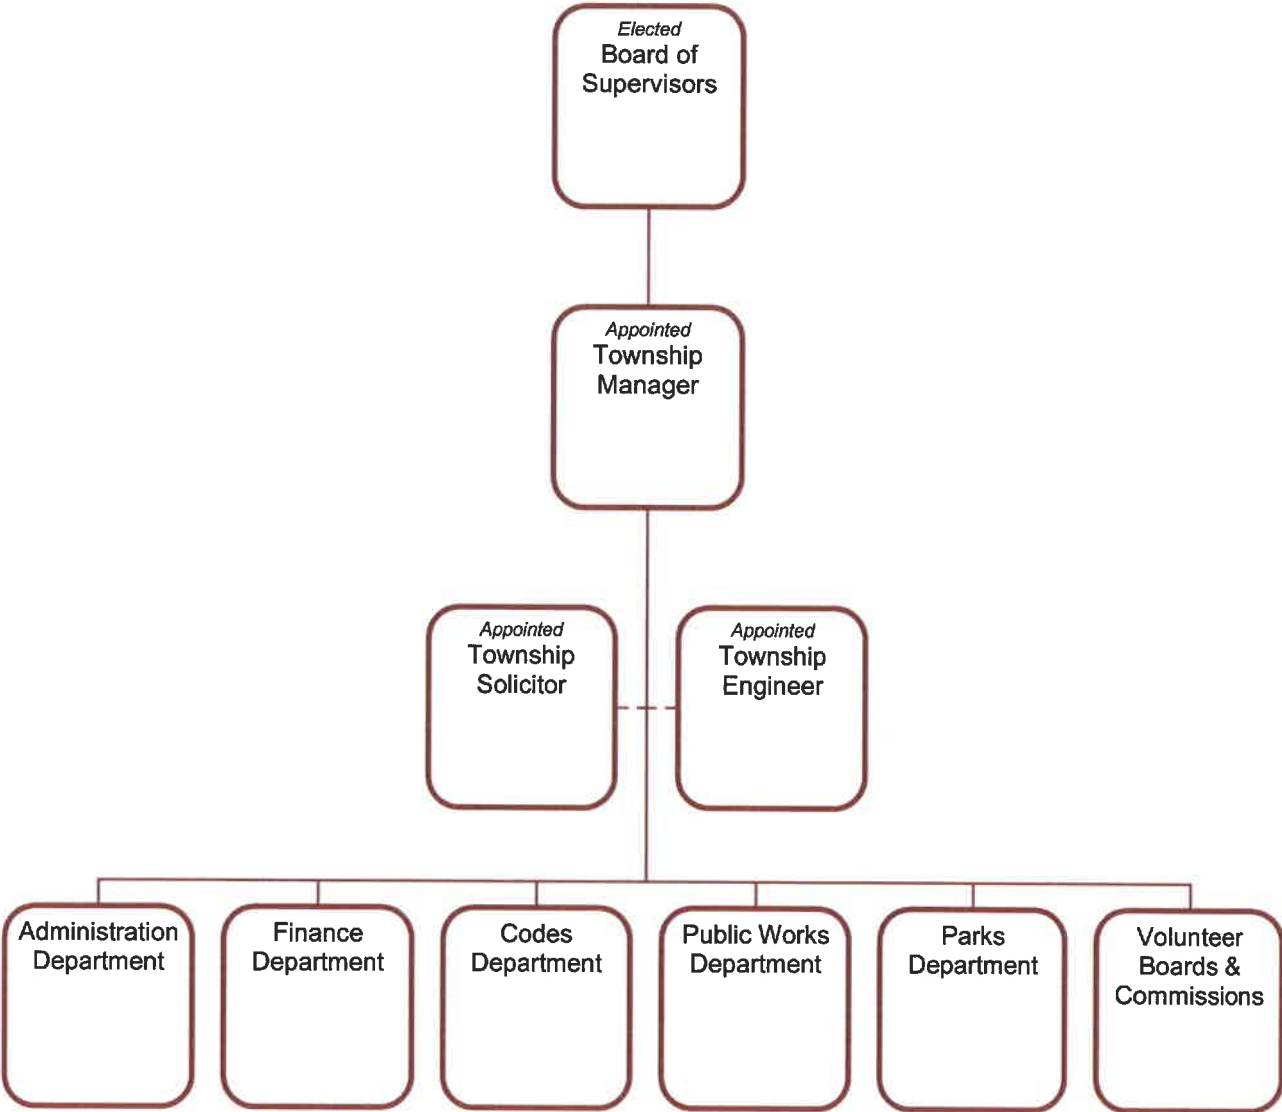 Elected
Board of
Supervisors
Appointed
Township
Manager
Appointed
Township
Solicitor
Appointed
Township
Engineer
Administration
Department
Finance
Department
Codes
Department
Public Works
Department
Parks
Department
Volunteer
Boards &
Commissions